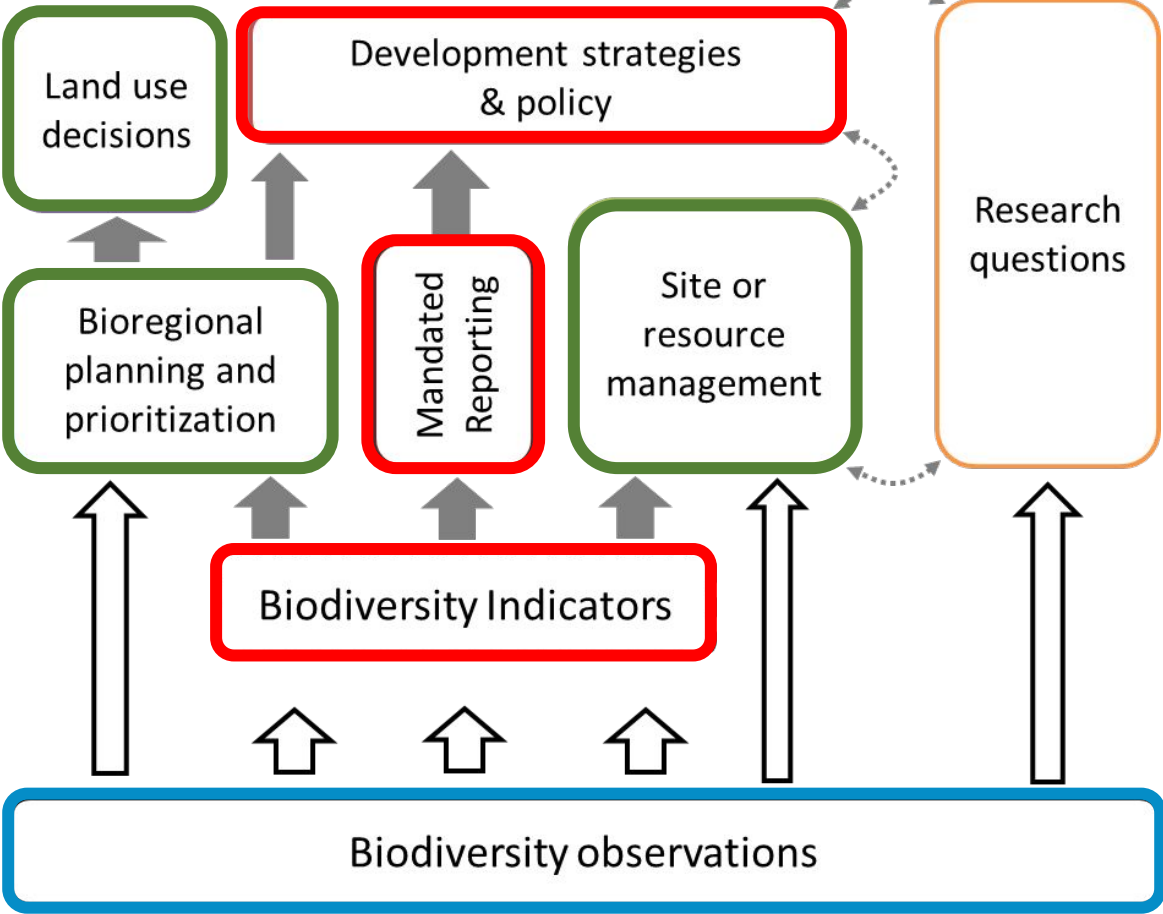 Land use
decisions
Development strategies
& policy
Research
questions
Bioregional
planning and
prioritization
Mandated
Reporting
Site or
resource
management
Biodiversity Indicators
Biodiversity observations